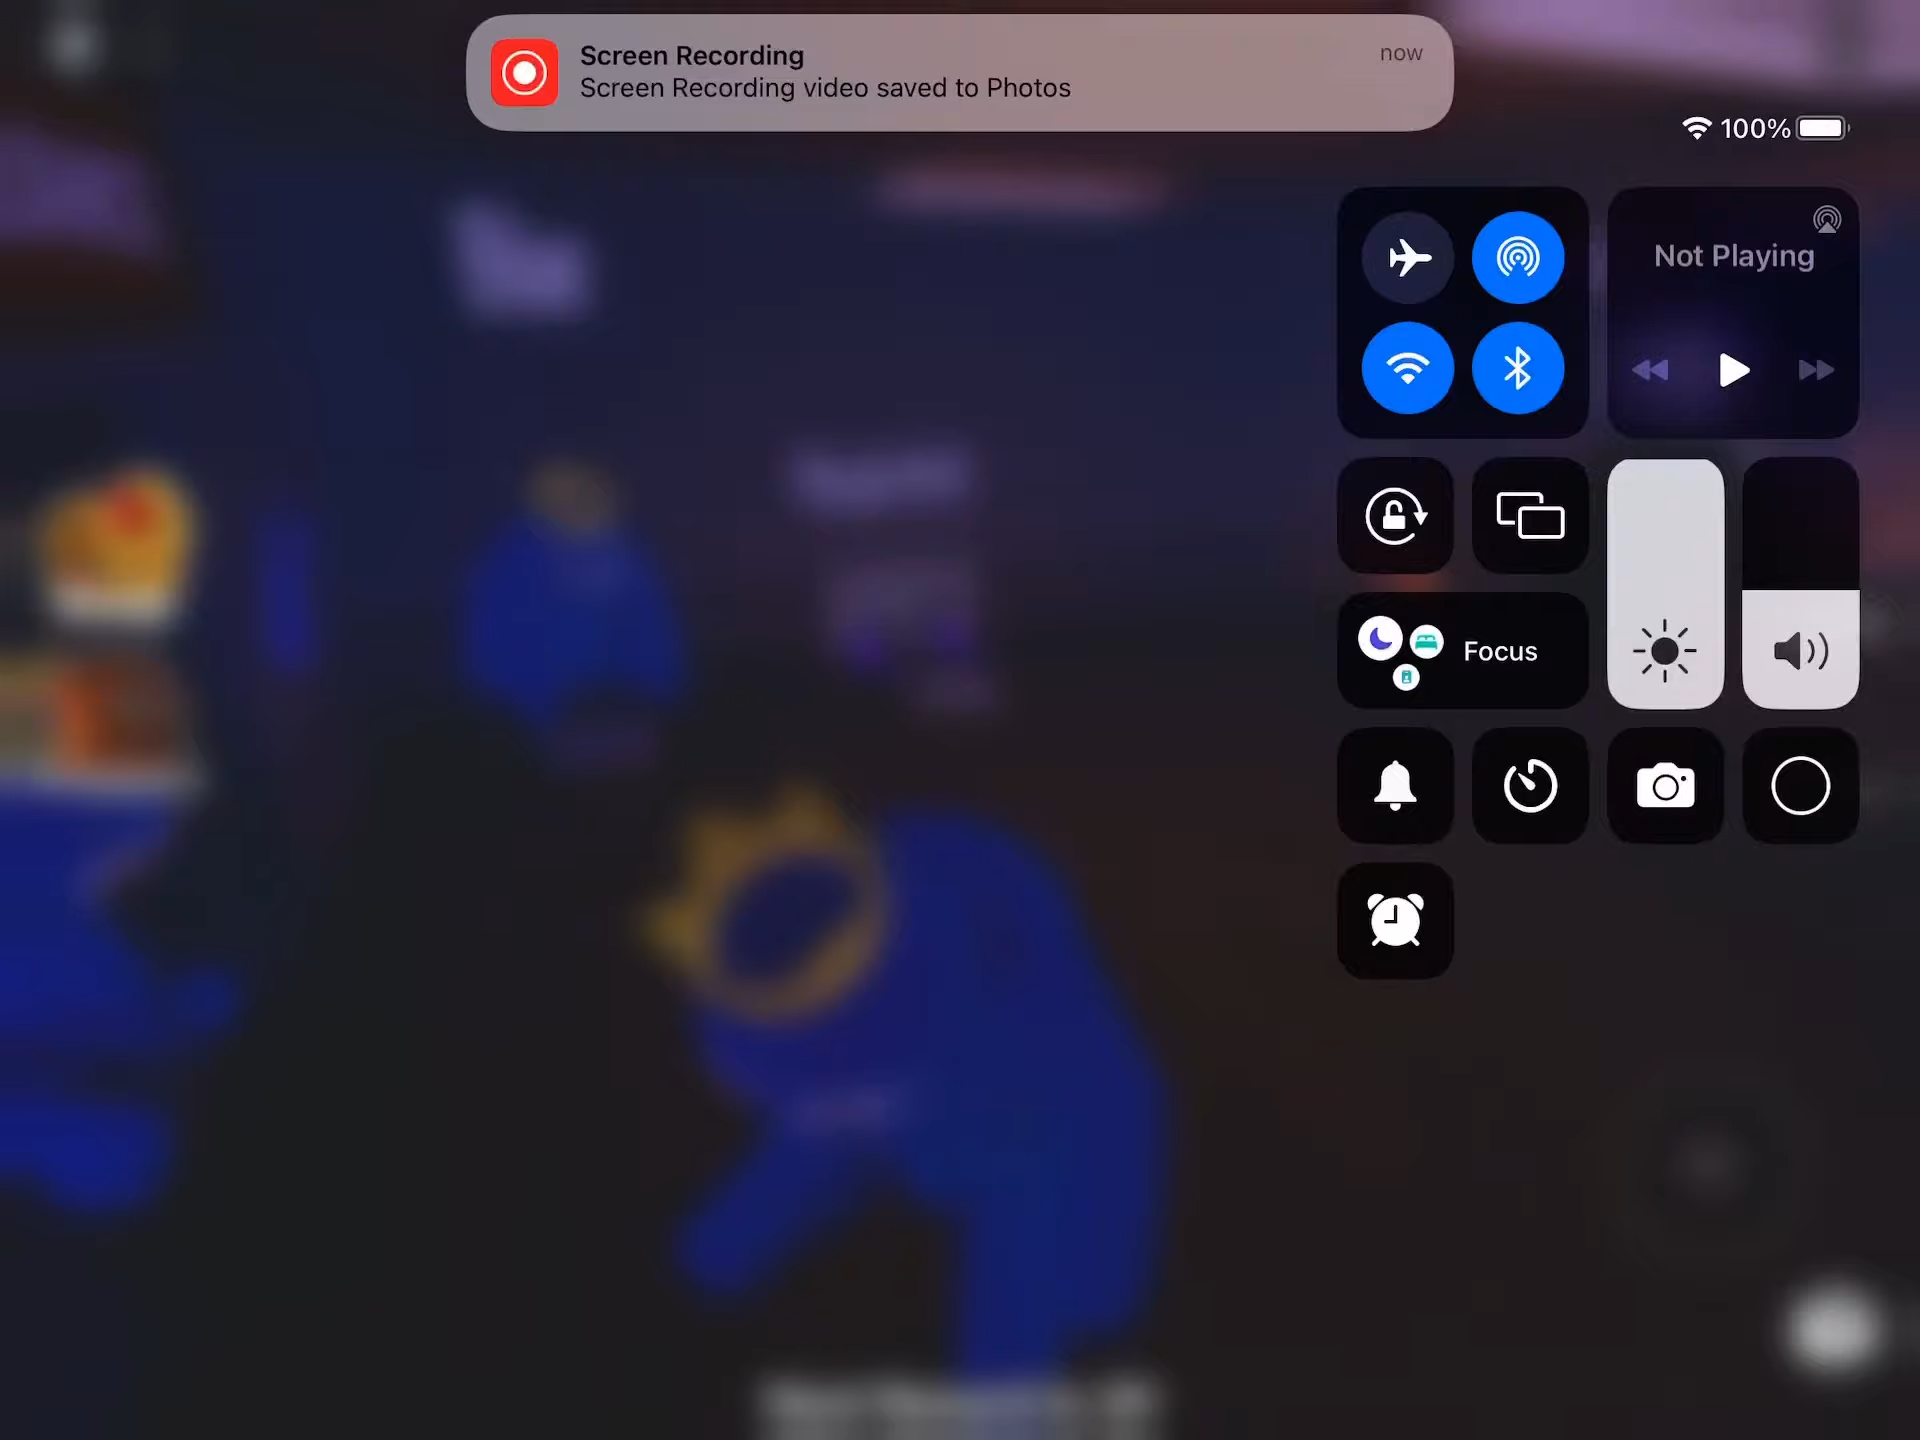 Screen Recording
now
Screen Recording video saved to Photos
100%
Not Playing
Focus